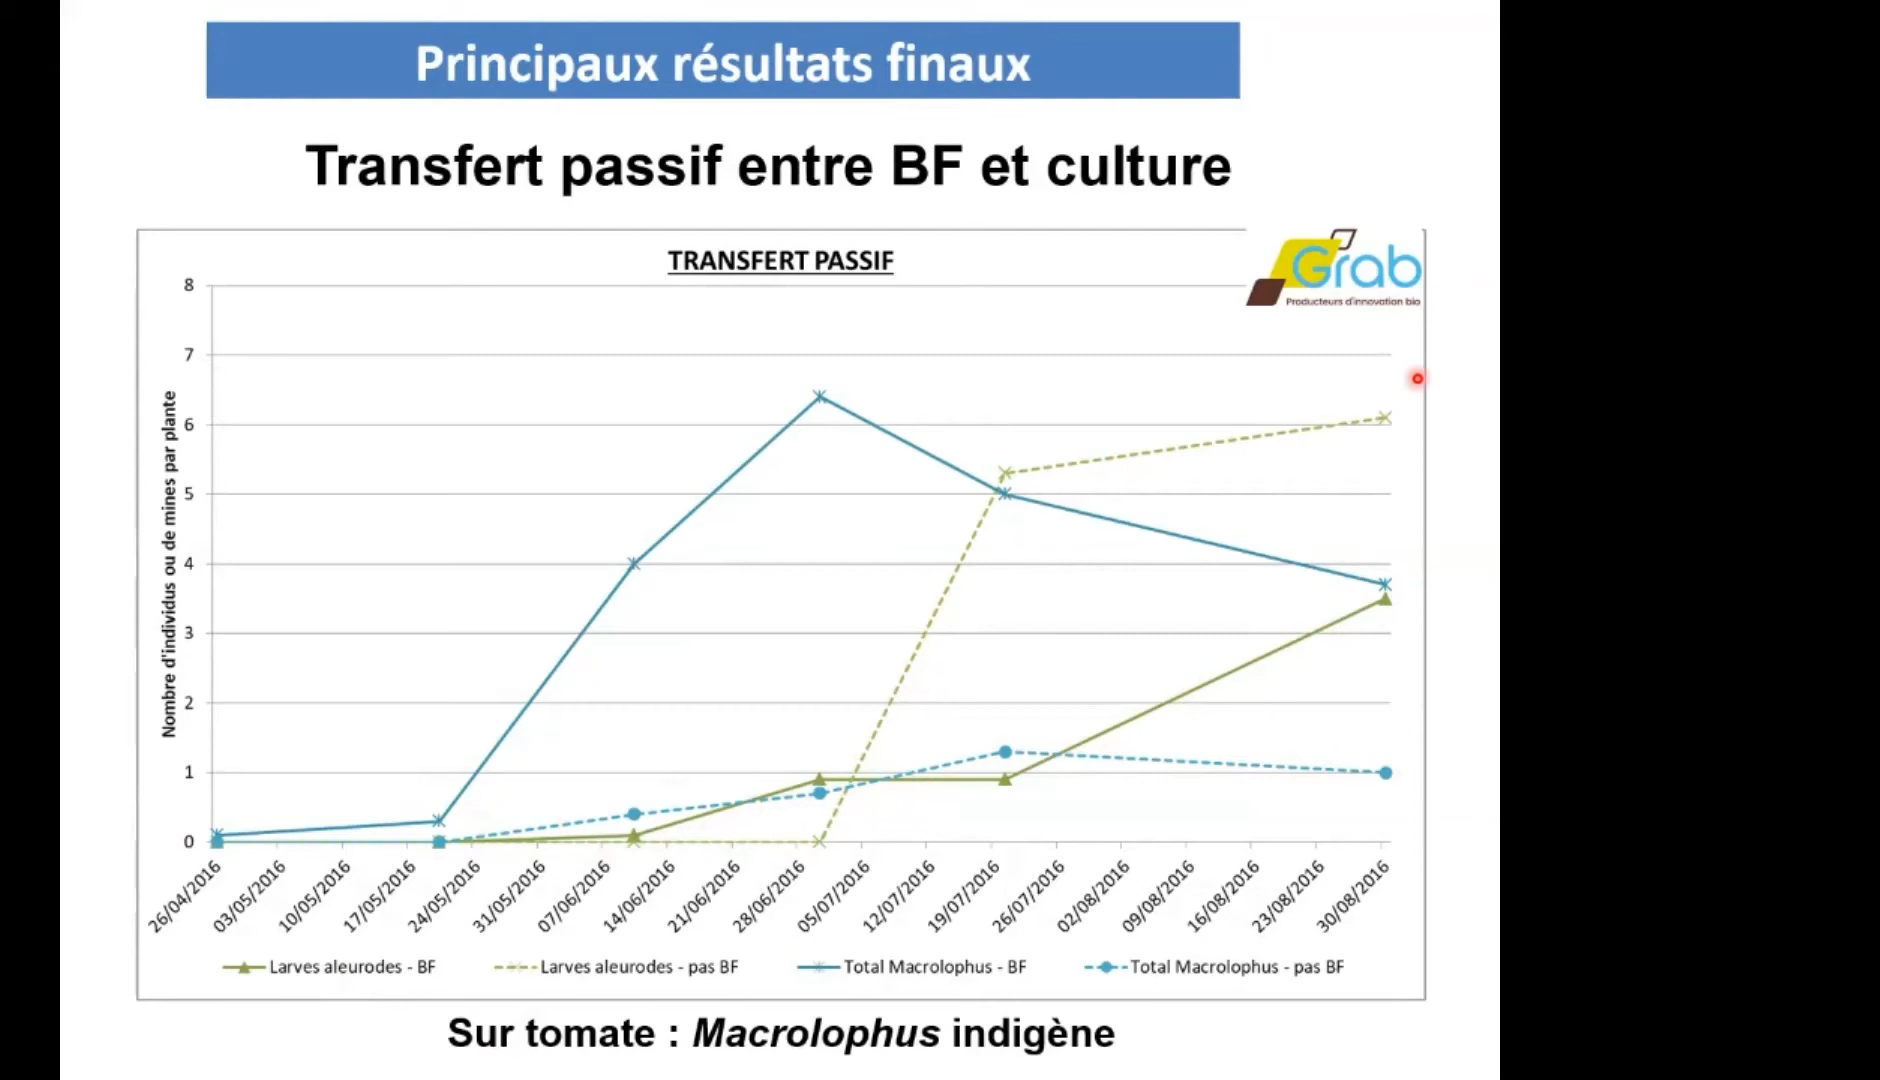 Principaux résultats finaux
Transfert passif entre BF et culture
TRANSFERT PASSIF
Grab
Producteurs d'innovation bio
Nombre d'individus ou de mines par plante
8
7
6
5
4
3
2
1
0
26/04/2016
03/05/2016
10/05/2016
17/05/2016
24/05/2016
31/05/2016
07/06/2016
14/06/2016
21/06/2016
28/06/2016
05/07/2016
12/07/2016
19/07/2016
26/07/2016
02/08/2016
09/08/2016
16/08/2016
23/08/2016
30/08/2016
Larves aleurodes - BF
Larves aleurodes - pas BF
Total Macrolophus - BF
Total Macrolophus - pas BF
Sur tomate : Macrolophus indigène